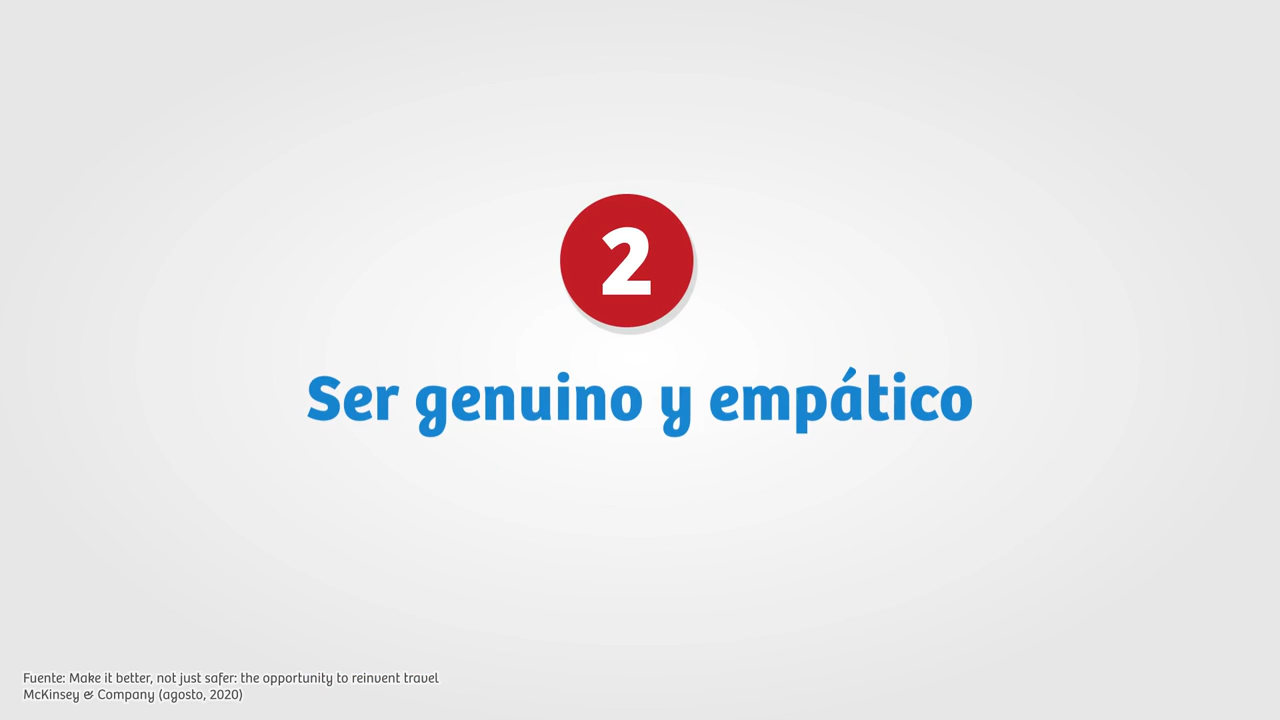 2
Ser genuino y empático
Fuente: Make it better, not just safer: the opportunity to reinvent travel
McKinsey & Company (agosto, 2020)